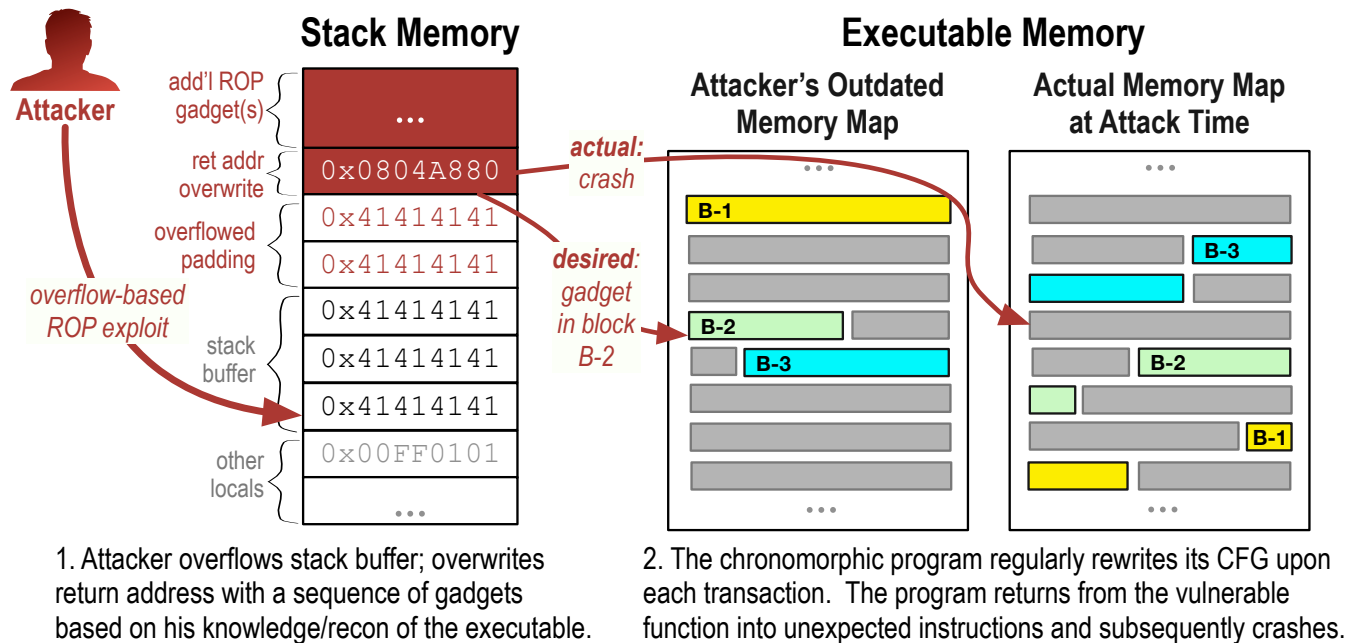 Stack Memory
Executable Memory
Attacker
add'l ROP
gadget(s)
...
ret addr
overwrite
0x0804A880
overflowed
padding
0x41414141
0x41414141
overflow-based
ROP exploit
stack
buffer
0x41414141
0x41414141
0x41414141
other
locals
0x00FF0101
...
actual:
crash
desired:
gadget
in block
B-2
Attacker's Outdated
Memory Map
...
B-1
B-2
B-3
...
Actual Memory Map
at Attack Time
...
B-3
B-2
B-1
...
1. Attacker overflows stack buffer; overwrites
return address with a sequence of gadgets
based on his knowledge/recon of the executable.
2. The chronomorphic program regularly rewrites its CFG upon
each transaction.  The program returns from the vulnerable
function into unexpected instructions and subsequently crashes.